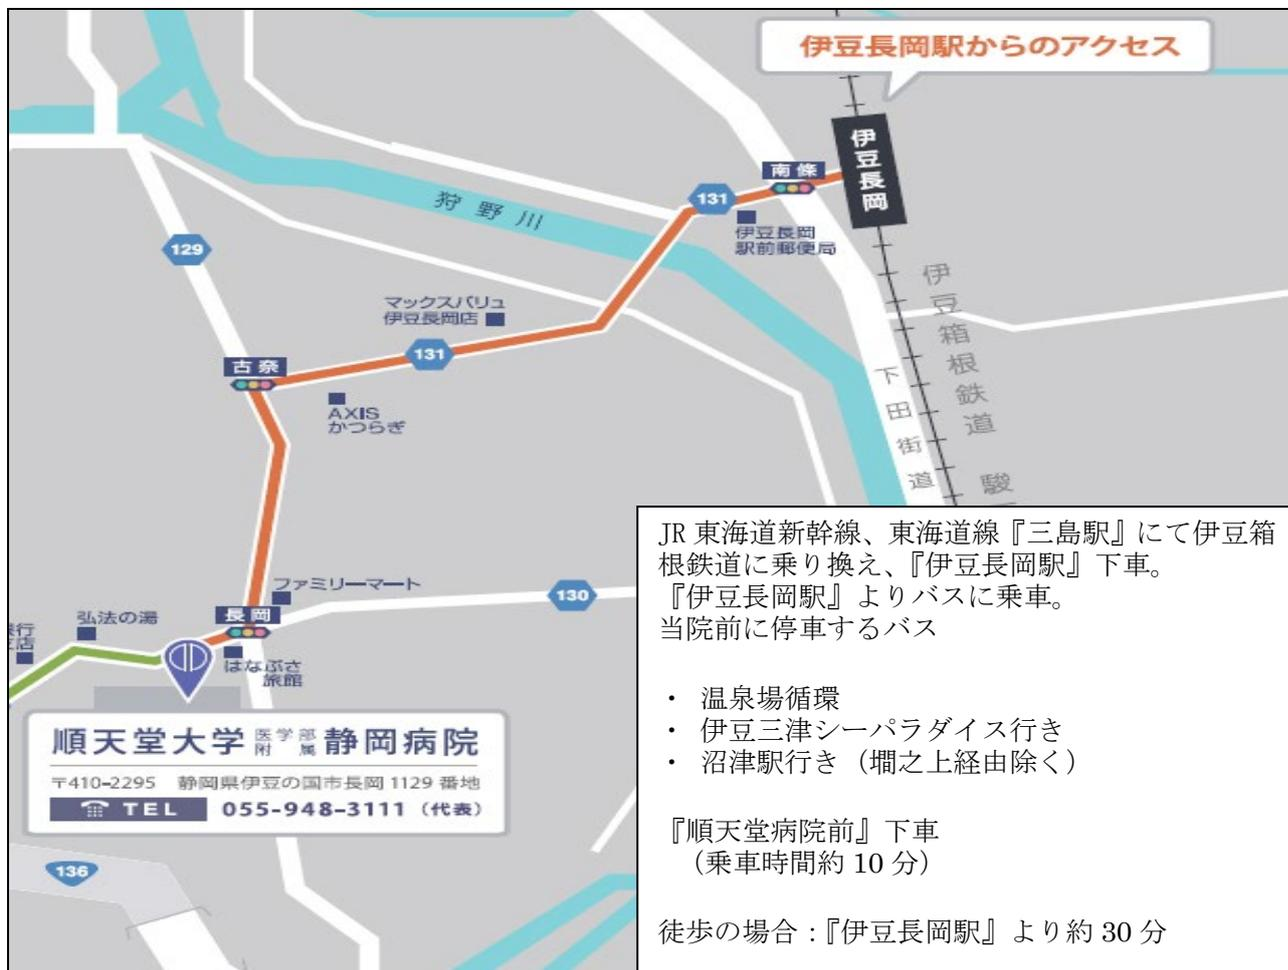 伊豆長岡駅からのアクセス
伊豆長岡
南條
131
伊豆長岡
駅前郵便局
狩野川
129
マックスバリュ
伊豆長岡店
131
古奈
AXIS
かつらぎ
伊豆箱根鉄道 駿
下田街道
ファミリーマート
130
長岡
弘法の湯
行
店
はなぶさ
旅館
順天堂大学 医学部附属 静岡病院
〒410-2295 静岡県伊豆の国市長岡 1129 番地
TEL 055-948-3111(代表)
136
JR 東海道新幹線、東海道線『三島駅』にて伊豆箱
根鉄道に乗り換え、『伊豆長岡駅』下車。
『伊豆長岡駅』よりバスに乗車。
当院前に停車するバス
・ 温泉場循環
・ 伊豆三津シーパラダイス行き
・ 沼津駅行き(墹之上経由除く)
『順天堂病院前』下車
(乗車時間約 10 分)
徒歩の場合:『伊豆長岡駅』より約 30 分